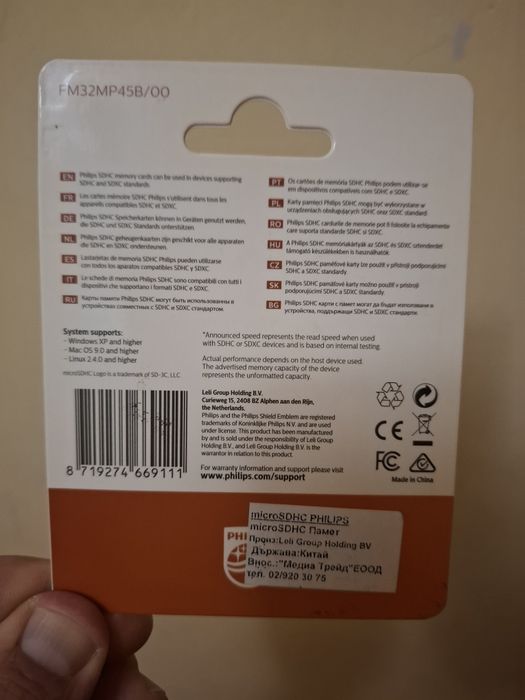 FM32MP45B/00
EN Philips SDHC memory cards can be used in devices supporting
SDHC and SDXC standards.
FR Les cartes mémoire SDHC Philips s'utilisent dans tous les
appareils compatibles SDHC et SDXC.
DE Philips SDHC Speicherkarten können in Geräten genutzt werden,
die SDHC und SDXC Standards unterstützen.
NL Philips SDHC geheugenkaarten zijn geschikt voor alle apparaten
die SDHC en SDXC ondersteunen.
ES Las tarjetas de memoria SDHC Philips pueden utilizarse
con todos los aparatos compatibles SDHC y SDXC.
IT Le schede di memoria Philips SDHC sono compatibili con tutti i
dispositivi che supportano i formati SDHC e SDXC.
RU Карты памяти Philips SDHC могут быть использованы в
устройствах совместимых с SDHC и SDXC стандартом.
PT Os cartões de memória SDHC Philips podem utilizar-se
em dispositivos compatíveis com SDHC e SDXC.
PL Karty pamięci Philips SDHC mogą być wykorzystane w
urządzeniach obsługujących SDHC oraz SDXC standard.
RO Philips SDHC cardurile de memorie pot fi folosite la echipamente
care suporta standardele SDHC si SDXC.
HU A Philips SDHC memóriakártyák az SDHC és SDXC sztenderdet
támogató készülékekben is használhatók.
CZ Philips SDHC paměťové karty lze použít v přístroji podporujícími
SDHC a SDXC standardy.
SK Philips SDHC pamäťové karty možné použiť v prístroji
podporujúcimi SDHC a SDXC štandardy.
BG Philips SDHC карти с памет могат да бъдат използвани в
устройства, поддържащи SDHC и SDXC стандарти.
System supports:
- Windows XP and higher
- Mac OS 9.0 and higher
- Linux 2.4.0 and higher
microSDHC Logo is a trademark of SD-3C, LLC
*Announced speed represents the read speed when used
with SDHC or SDXC devices and is based on internal testing.
Actual performance depends on the host device used.
The advertised memory capacity of the device
represents the unformatted capacity.
Leli Group Holding B.V.
Curieweg 15, 2408 BZ Alphen aan den Rijn,
the Netherlands.
Philips and the Philips Shield Emblem are registered
trademarks of Koninklijke Philips N.V. and are used
under license. This product has been manufactured
by and is sold under the responsibility of Leli Group
Holding B.V., and Leli Group Holding B.V. is the
warrantor in relation to this product.
For warranty information and support please visit
www.philips.com/support
8 719274 669111
CE
FC
Made in China
PHI
microSDHC PHILIPS
microSDHC Памет
Произ:Leli Group Holding BV
Държава:Китай
Внос.:"Медиа Трейд"ЕООД
тел. 02/920 30 75